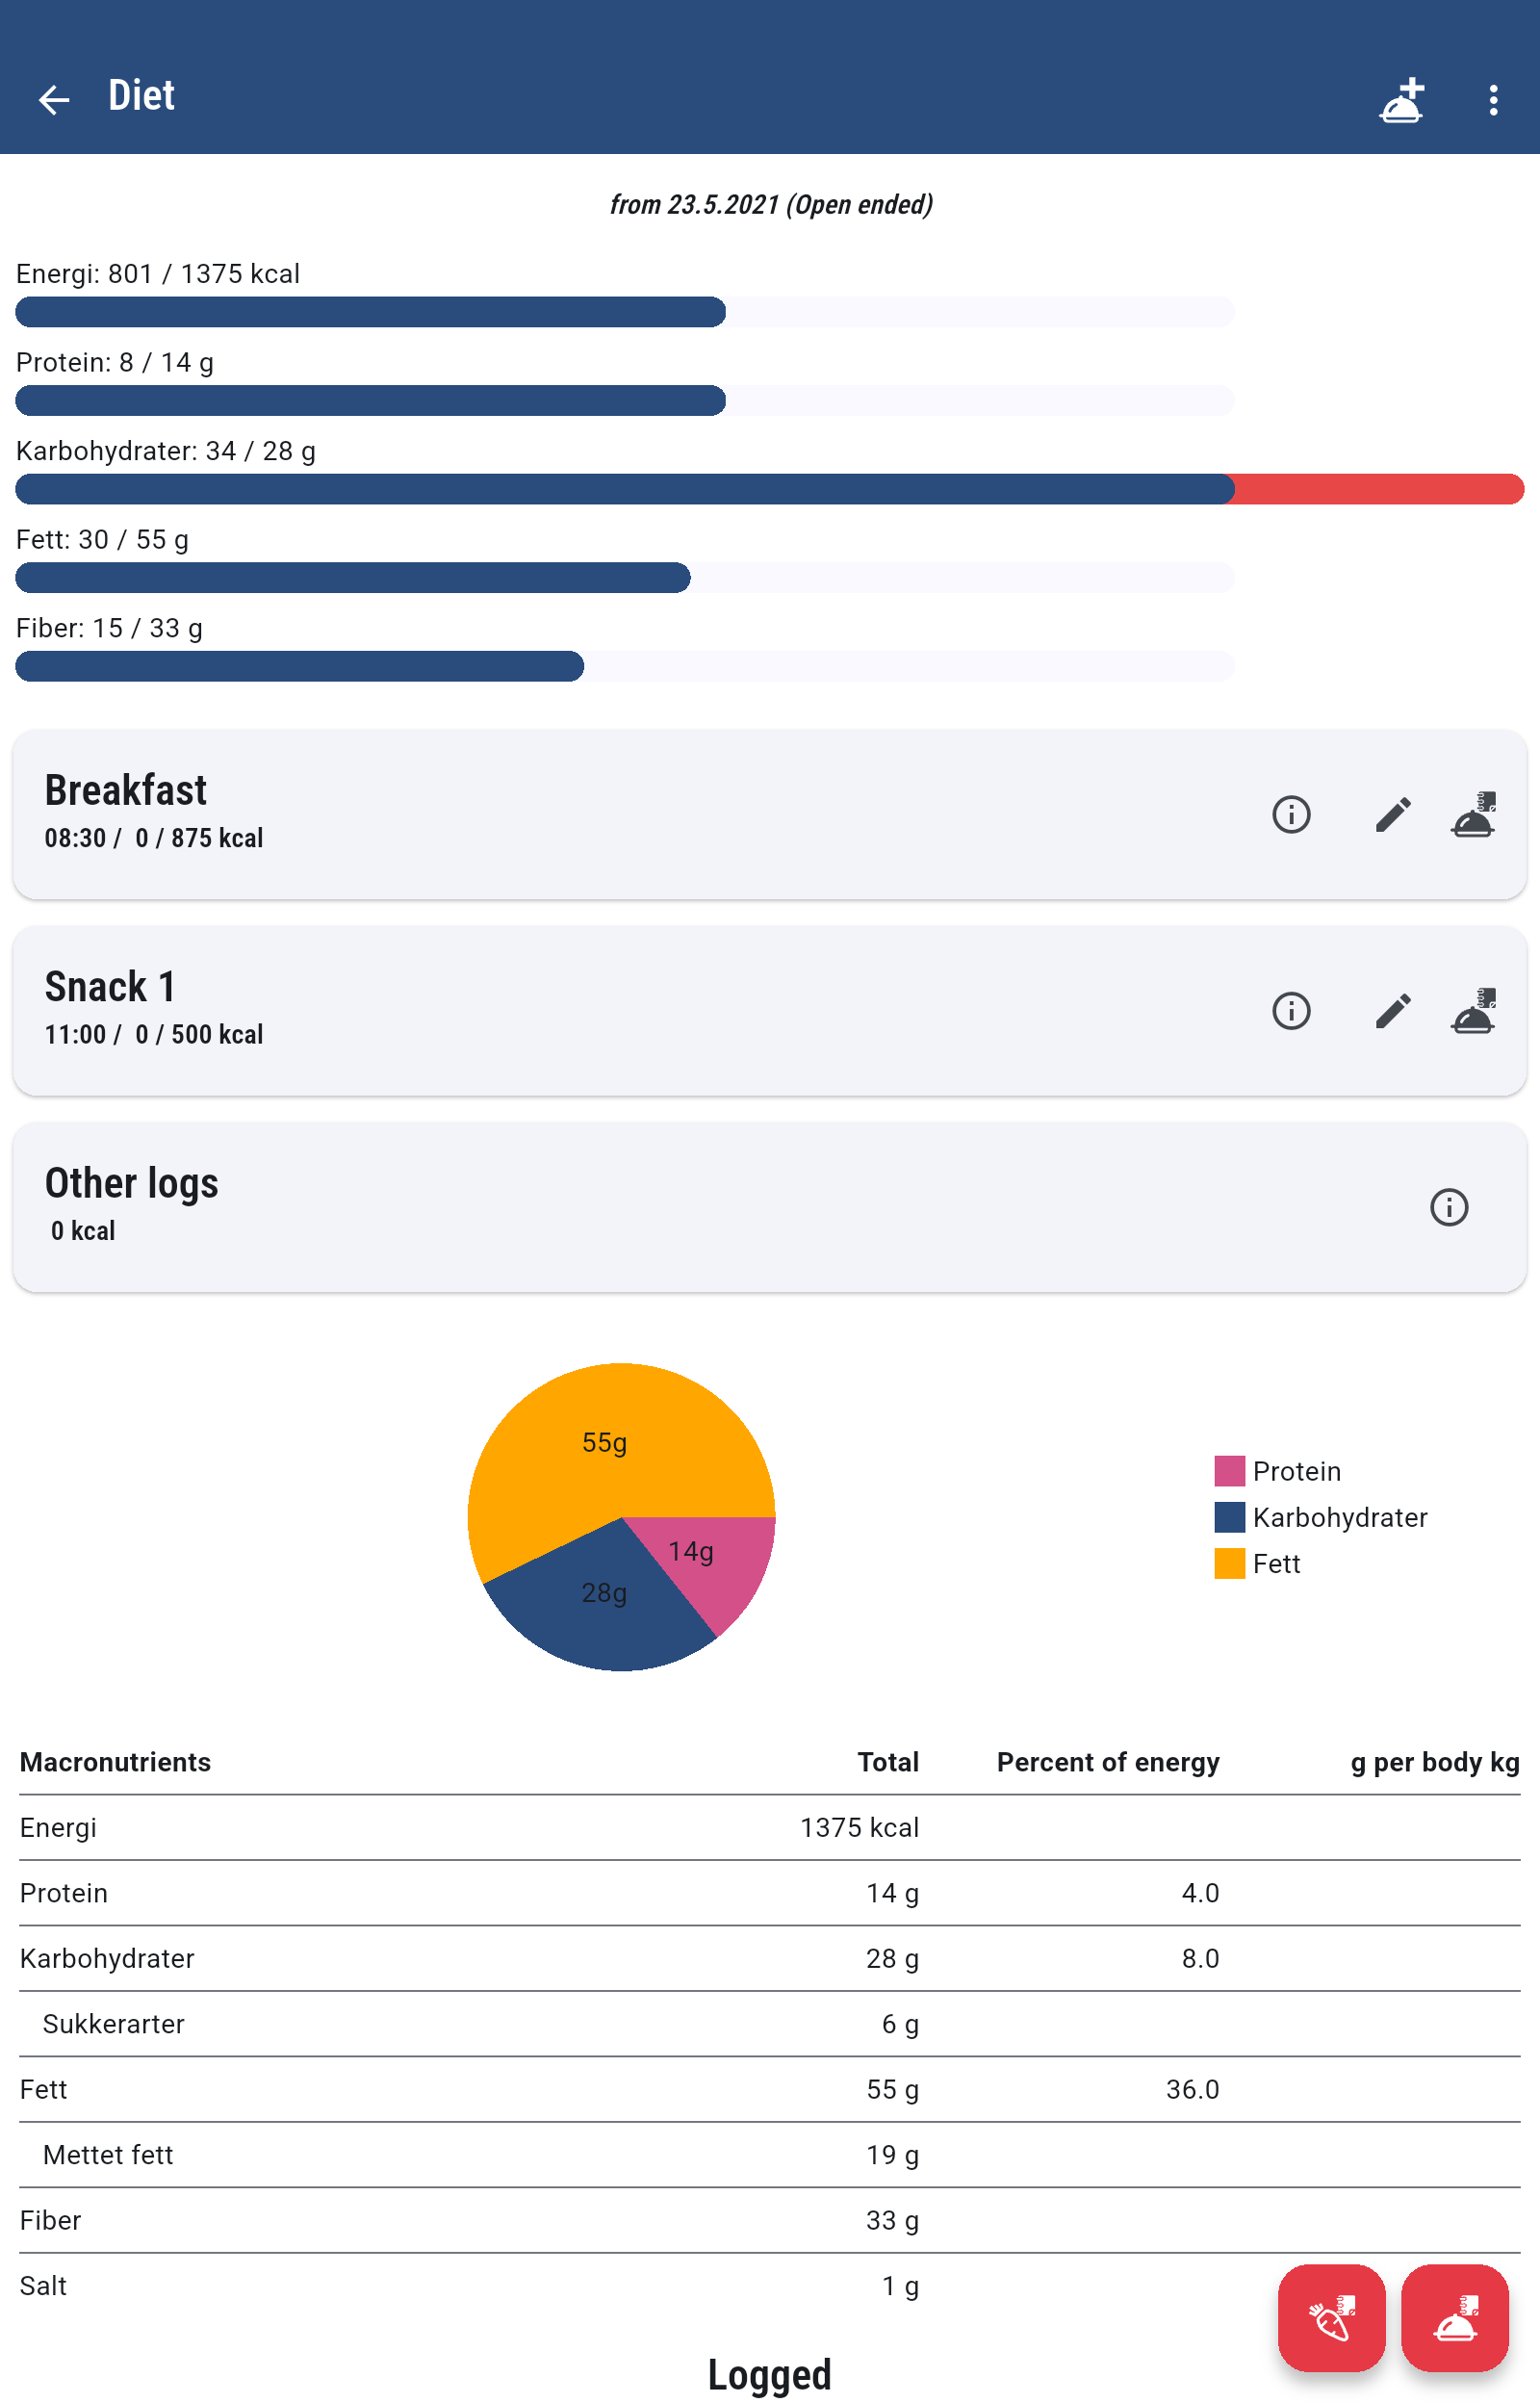 Diet
from 23.5.2021 (Open ended)
Energi: 801 / 1375 kcal
Protein: 8 / 14 g
Karbohydrater: 34 / 28 g
Fett: 30 / 55 g
Fiber: 15 / 33 g
Breakfast
08:30 / 0 / 875 kcal
Snack 1
11:00 / 0 / 500 kcal
Other logs
0 kcal
55g
14g
28g
Protein
Karbohydrater
Fett
Macronutrients Total Percent of energy g per body kg
Energi 1375 kcal
Protein 14 g 4.0
Karbohydrater 28 g 8.0
Sukkerarter 6 g
Fett 55 g 36.0
Mettet fett 19 g
Fiber 33 g
Salt 1 g
Logged